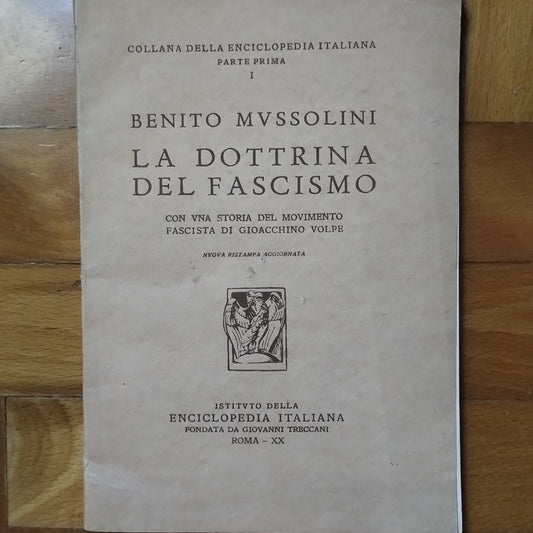 COLLANA DELLA ENCICLOPEDIA ITALIANA
PARTE PRIMA
I
BENITO MVSSOLINI
LA DOTTRINA
DEL FASCISMO
CON VNA STORIA DEL MOVIMENTO
FASCISTA DI GIOACCHINO VOLPE
NVOVA RISTAMPA AGGIORNATA
ISTITVTO DELLA
ENCICLOPEDIA ITALIANA
FONDATA DA GIOVANNI TRECCANI
ROMA – XX